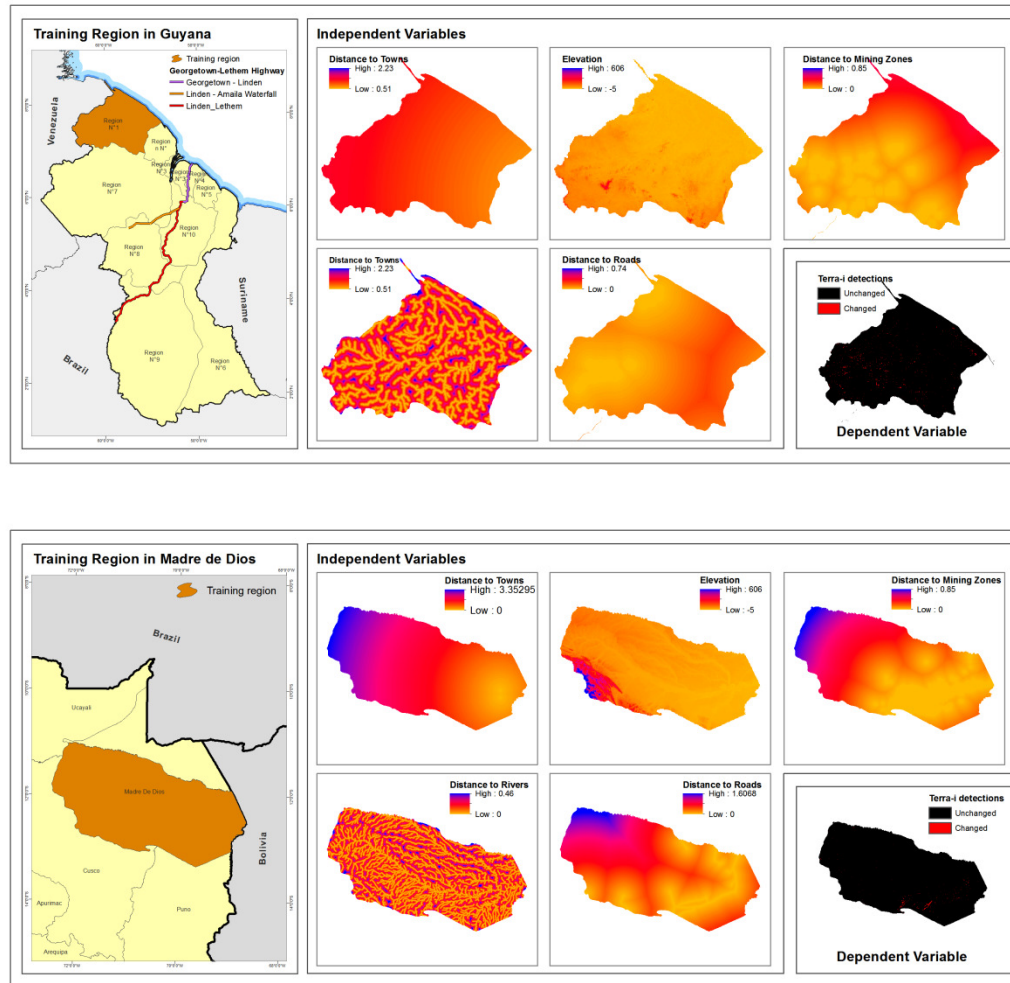 Training Region in Guyana
Training region
Georgetown-Lethem Highway
Georgetown - Linden
Linden - Amaila Waterfall
Linden_Lethem
Venezuela
Region
N°1
Region
n N°
Region
N°3
Region
N°4
Region
N°5
Region
N°7
Region
N°10
Region
N°8
Suriname
Region
N°9
Region
N°6
Brazil
Independent Variables
Distance to Towns
High : 2.23
Low : 0.51
Elevation
High : 606
Low : -5
Distance to Mining Zones
High : 0.85
Low : 0
Distance to Towns
High : 2.23
Low : 0.51
Distance to Roads
High : 0.74
Low : 0
Terra-i detections
Unchanged
Changed
Dependent Variable
Training Region in Madre de Dios
Training region
Brazil
Ucayali
Madre De Dios
Bolivia
Cusco
Apurimac
Puno
Arequipa
Independent Variables
Distance to Towns
High : 3.35295
Low : 0
Elevation
High : 606
Low : -5
Distance to Mining Zones
High : 0.85
Low : 0
Distance to Rivers
High : 0.46
Low : 0
Distance to Roads
High : 1.6068
Low : 0
Terra-i detections
Unchanged
Changed
Dependent Variable